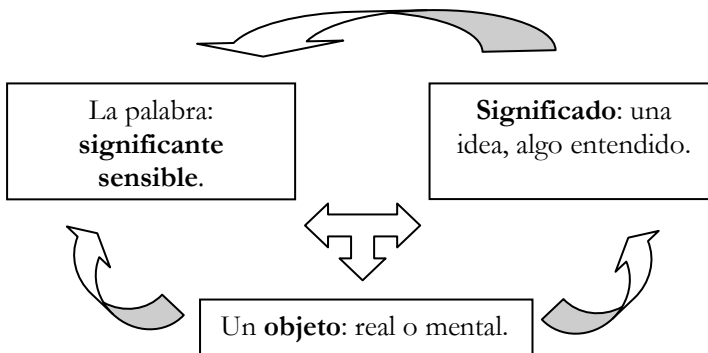 La palabra:
significante
sensible.
Significado: una
idea, algo entendido.
Un objeto: real o mental.